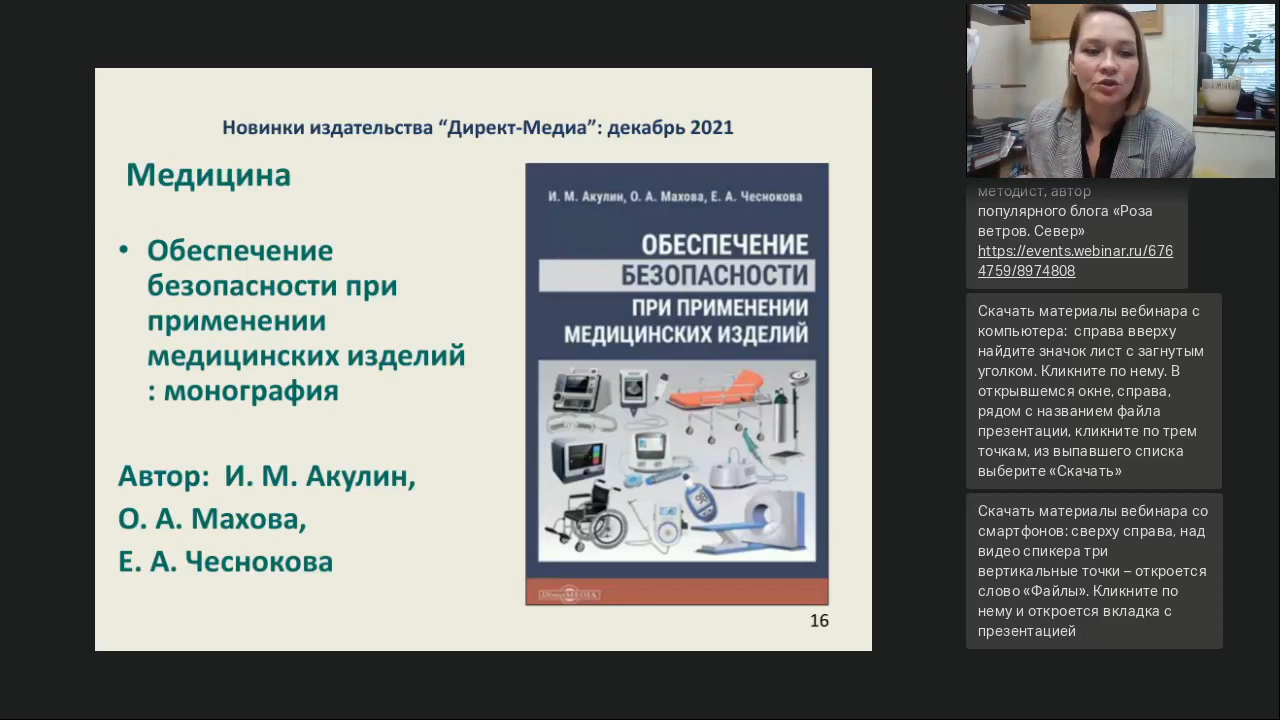 Новинки издательства “Директ-Медиа”: декабрь 2021
Медицина
• Обеспечение
безопасности при
применении
медицинских изделий
: монография
Автор: И. М. Акулин,
О. А. Махова,
Е. А. Чеснокова
И. М. Акулин, О. А. Махова, Е. А. Чеснокова
ОБЕСПЕЧЕНИЕ
БЕЗОПАСНОСТИ
ПРИ ПРИМЕНЕНИИ
МЕДИЦИНСКИХ ИЗДЕЛИЙ
DirectMEDIA
16
методист, автор
популярного блога «Роза
ветров. Север»
https://events.webinar.ru/676
4759/8974808
Скачать материалы вебинара с
компьютера: справа вверху
найдите значок лист с загнутым
уголком. Кликните по нему. В
открывшемся окне, справа,
рядом с названием файла
презентации, кликните по трем
точкам, из выпавшего списка
выберите «Скачать»
Скачать материалы вебинара со
смартфонов: сверху справа, над
видео спикера три
вертикальные точки – откроется
слово «Файлы». Кликните по
нему и откроется вкладка с
презентацией